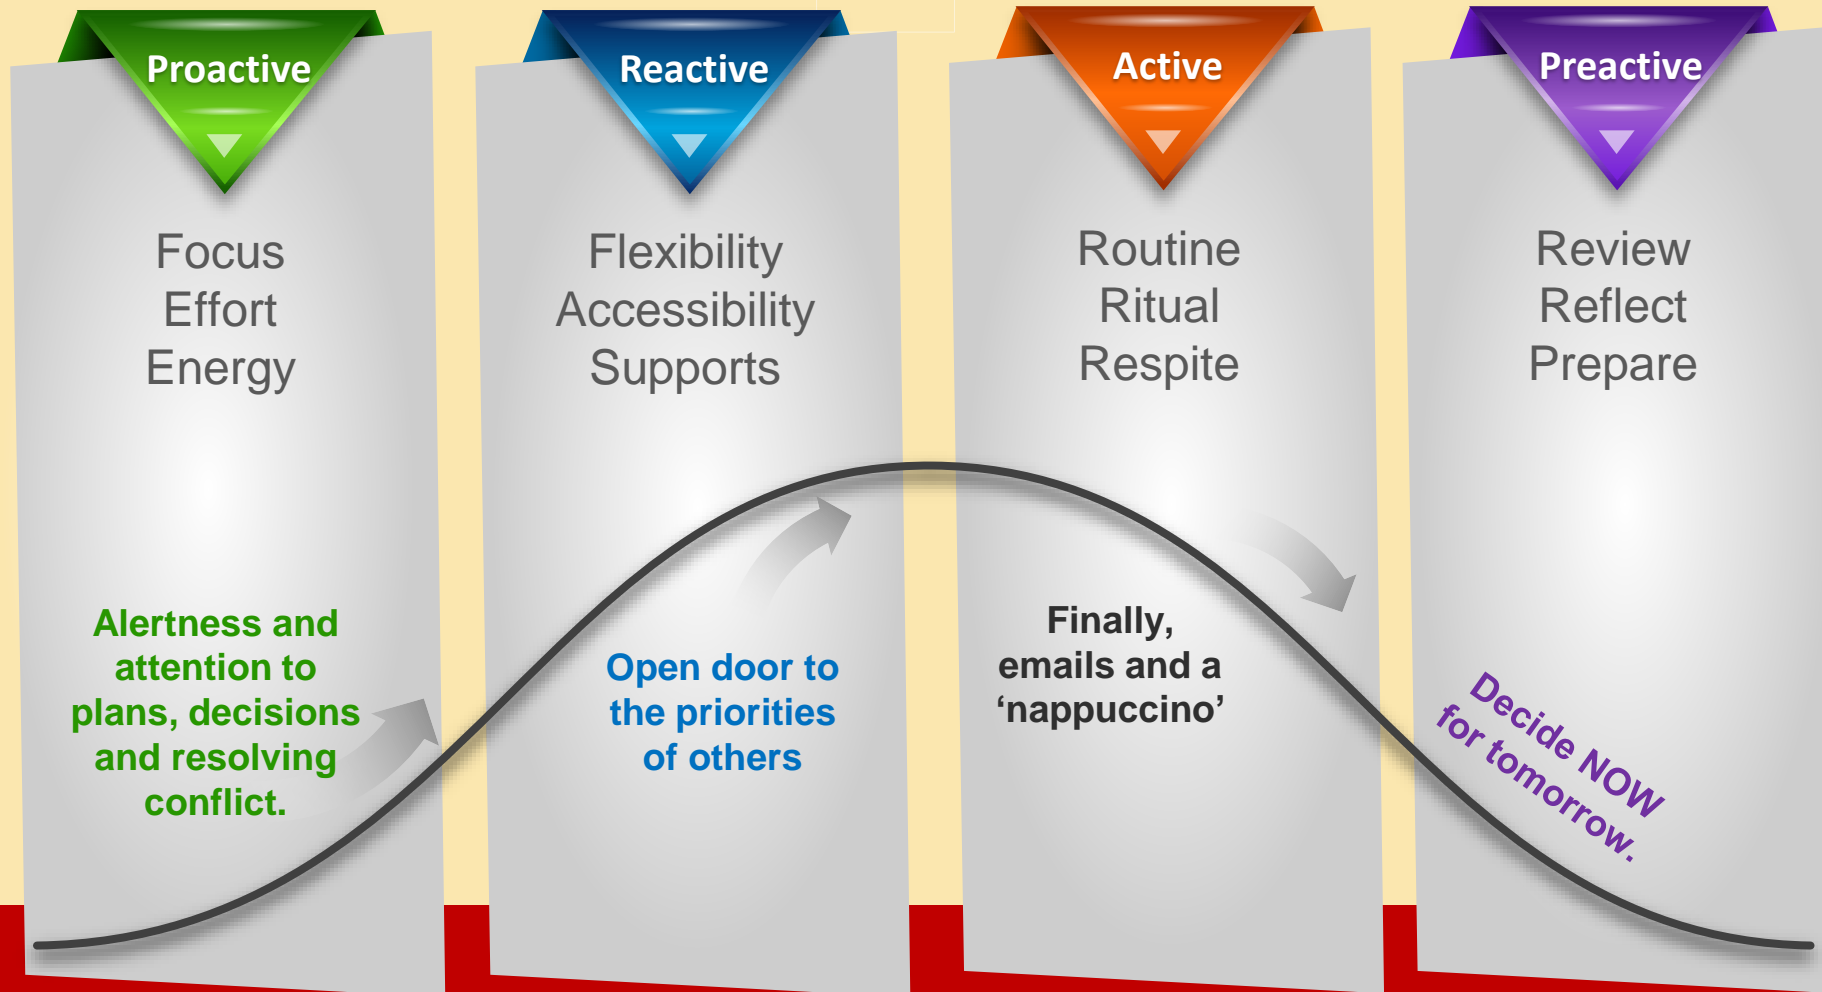 Proactive
Focus
Effort
Energy
Alertness and
attention to
plans, decisions
and resolving
conflict.
Reactive
Flexibility
Accessibility
Supports
Open door to
the priorities
of others
Active
Routine
Ritual
Respite
Finally,
emails and a
‘nappuccino’
Preactive
Review
Reflect
Prepare
Decide NOW
for tomorrow.